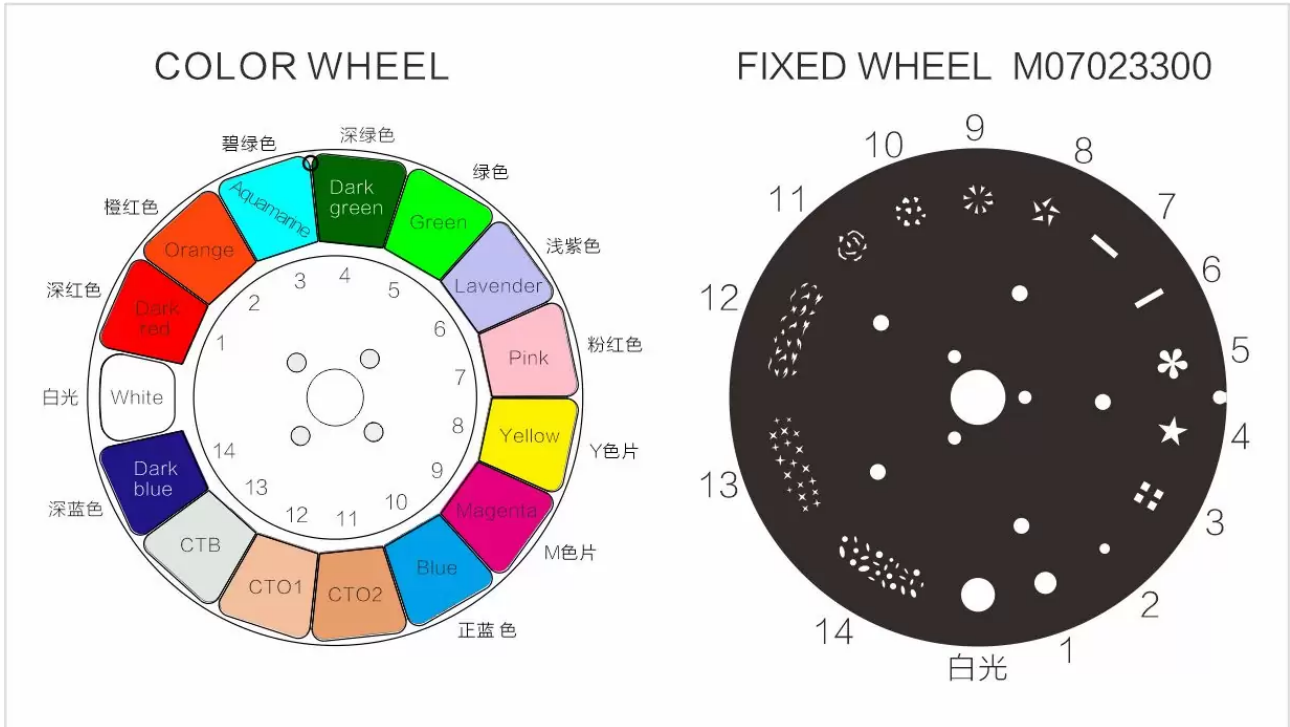 COLOR WHEEL
FIXED WHEEL M07023300
深绿色
碧绿色
绿色
橙红色
浅紫色
深红色
粉红色
白光
Y色片
深蓝色
M色片
正蓝 色
Dark
green
Aquamarine
Green
Orange
Lavender
Dark
red
Pink
White
Yellow
Dark
blue
Magenta
CTB
Blue
CTO1
CTO2
1
2
3
4
5
6
7
8
9
10
11
12
13
14
9
10
8
11
7
6
12
5
4
13
3
2
14
1
白光